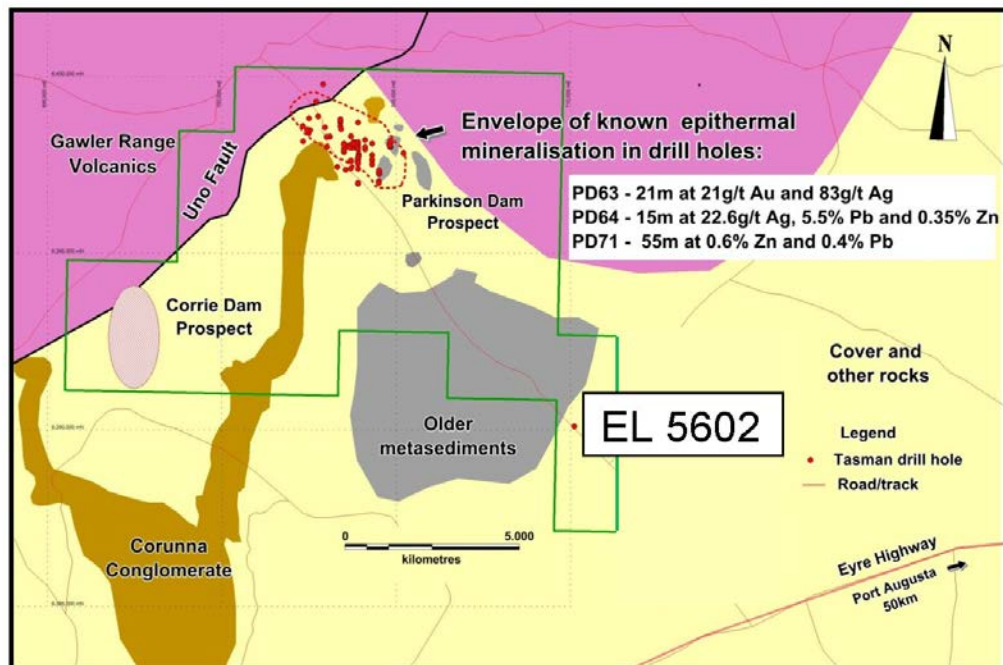 N
Envelope of known epithermal
mineralisation in drill holes:
Gawler Range
Volcanics
Uno Fault
PD63 - 21m at 21g/t Au and 83g/t Ag
PD64 - 15m at 22.6g/t Ag, 5.5% Pb and 0.35% Zn
PD71 - 55m at 0.6% Zn and 0.4% Pb
Parkinson Dam
Prospect
Corrie Dam
Prospect
Cover and
other rocks
Older
metasediments
EL 5602
Legend
Tasman drill hole
Road/track
0
5.000
kilometres
Corunna
Conglomerate
Eyre Highway
Port Augusta
50km